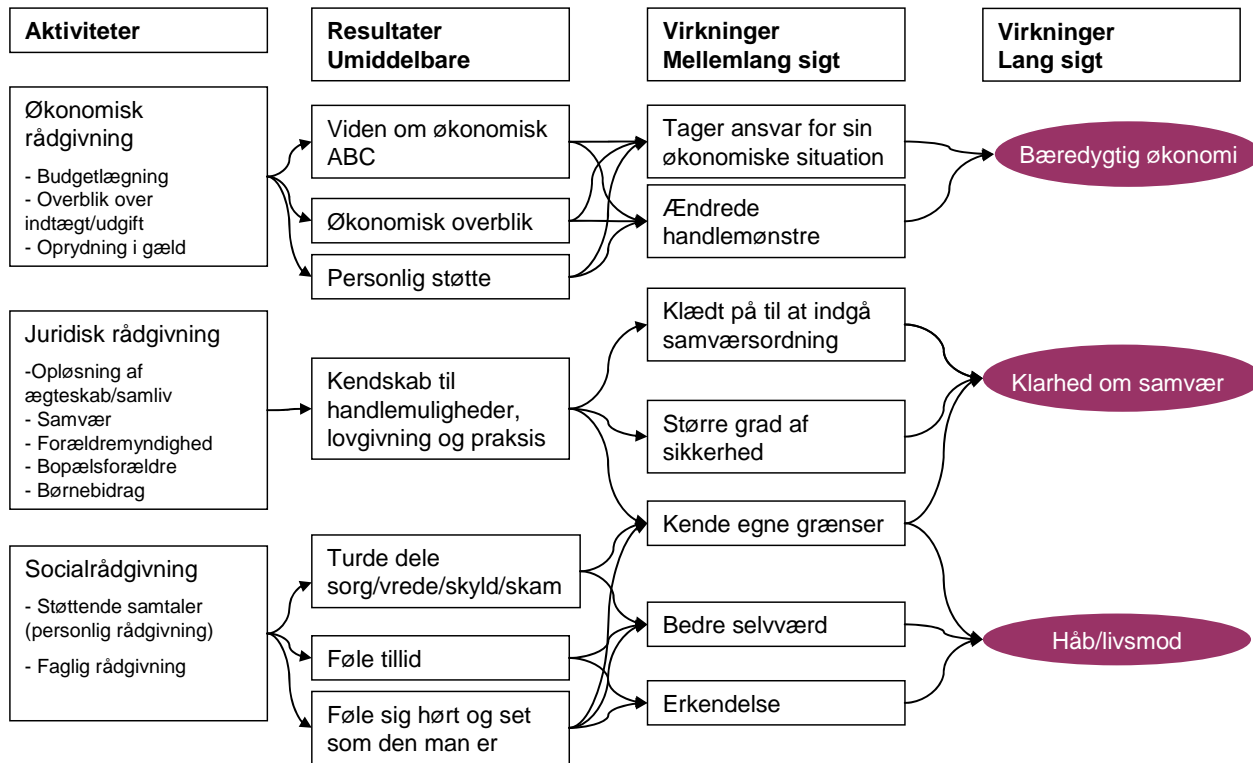 Aktiviteter
Resultater
Umiddelbare
Virkninger
Mellemlang sigt
Virkninger
Lang sigt
Økonomisk
rådgivning
- Budgetlægning
- Overblik over
indtægt/udgift
- Oprydning i gæld
Viden om økonomisk
ABC
Økonomisk overblik
Personlig støtte
Tager ansvar for sin
økonomiske situation
Ændrede
handlemønstre
Bæredygtig økonomi
Juridisk rådgivning
-Opløsning af
ægteskab/samliv
- Samvær
- Forældremyndighed
- Bopælsforældre
- Børnebidrag
Kendskab til
handlemuligheder,
lovgivning og praksis
Klædt på til at indgå
samværsordning
Større grad af
sikkerhed
Kende egne grænser
Klarhed om samvær
Socialrådgivning
- Støttende samtaler
(personlig rådgivning)
- Faglig rådgivning
Turde dele
sorg/vrede/skyld/skam
Føle tillid
Føle sig hørt og set
som den man er
Bedre selvværd
Erkendelse
Håb/livsmod